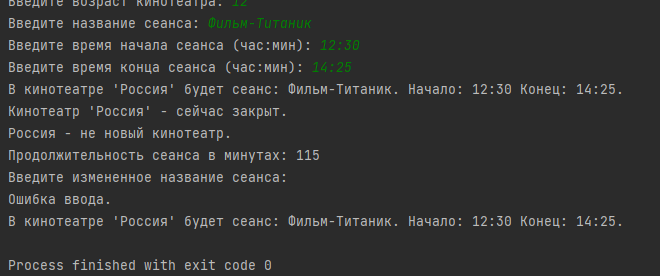 Введите возраст кинотеатра: 12
Введите название сеанса: Фильм-Титаник
Введите время начала сеанса (час:мин): 12:30
Введите время конца сеанса (час:мин): 14:25
В кинотеатре 'Россия' будет сеанс: Фильм-Титаник. Начало: 12:30 Конец: 14:25.
Кинотеатр 'Россия' - сейчас закрыт.
Россия - не новый кинотеатр.
Продолжительность сеанса в минутах: 115
Введите измененное название сеанса:
Ошибка ввода.
В кинотеатре 'Россия' будет сеанс: Фильм-Титаник. Начало: 12:30 Конец: 14:25.
Process finished with exit code 0